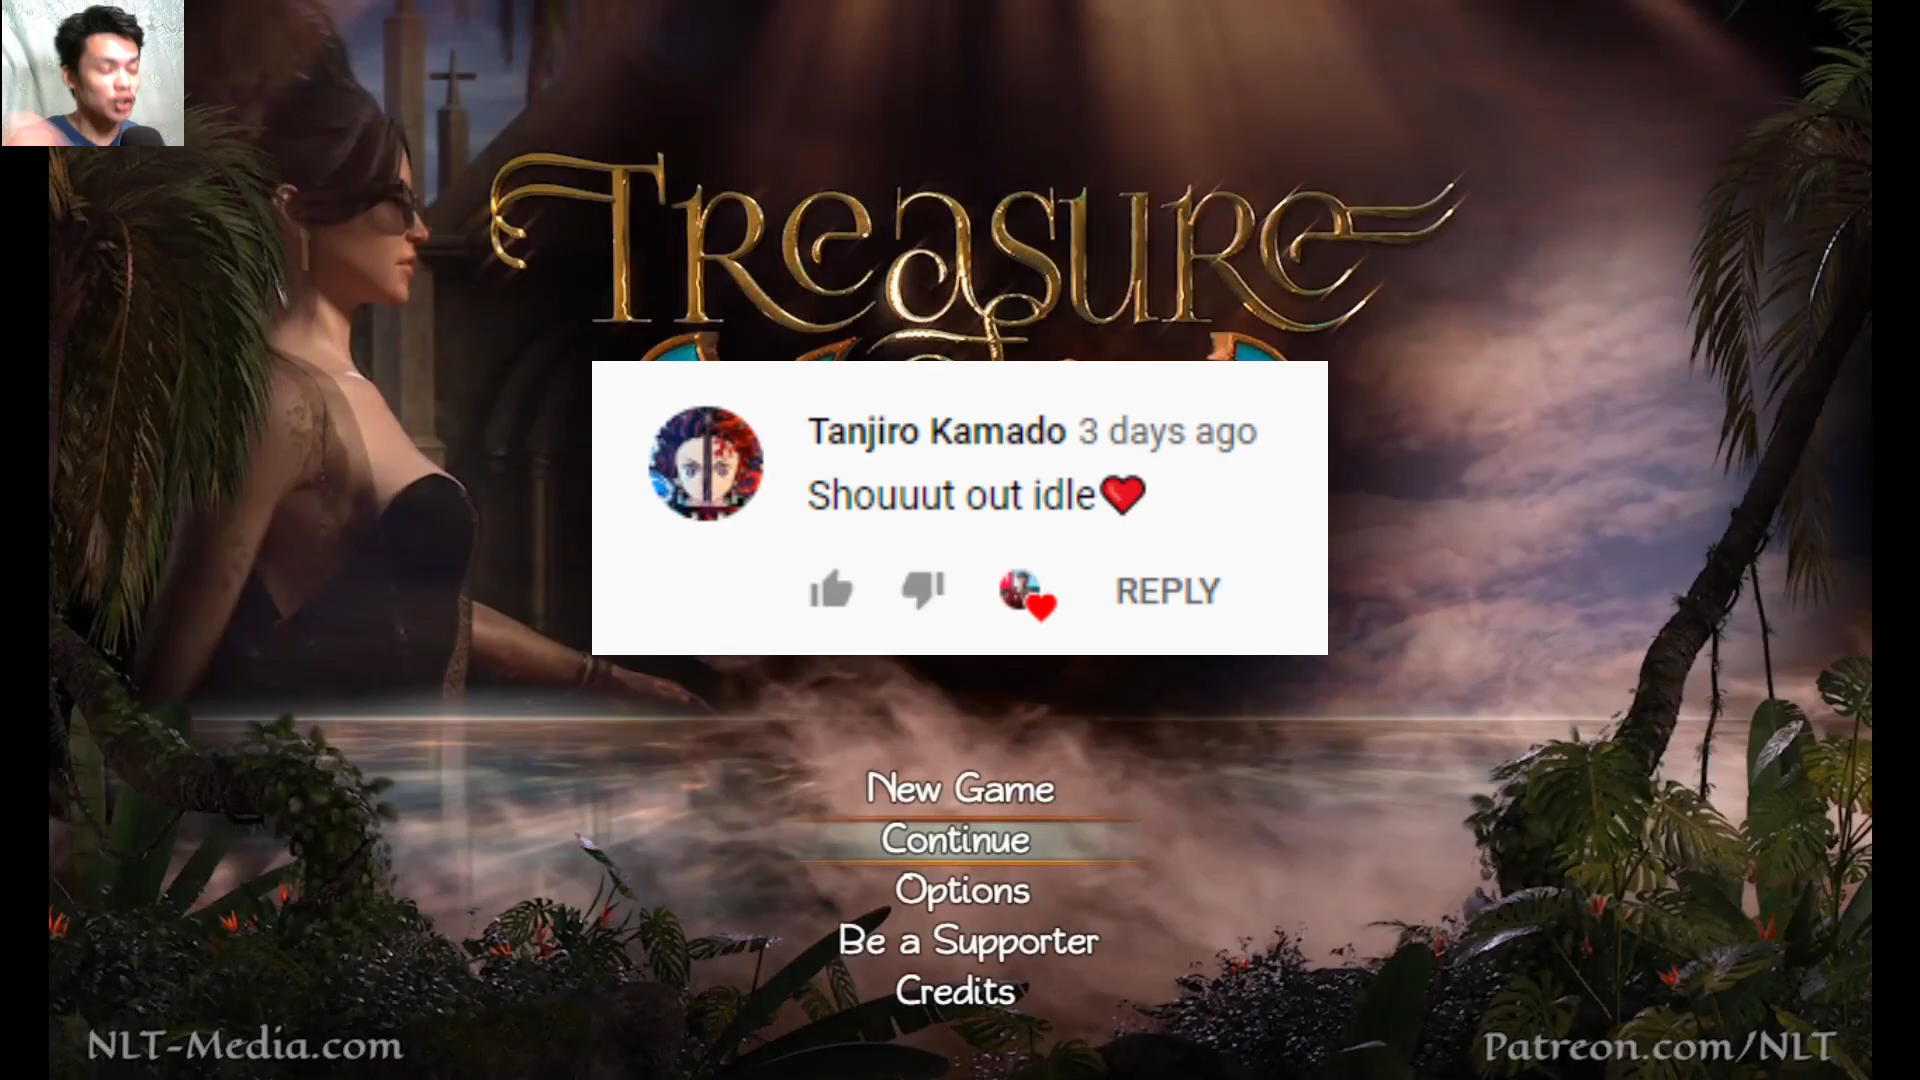 Treasure
of
Tanjiro Kamado 3 days ago
Shouuut out idle❤️
REPLY
New Game
Continue
Options
Be a Supporter
Credits
NLT-Media.com
Patreon.com/NLT